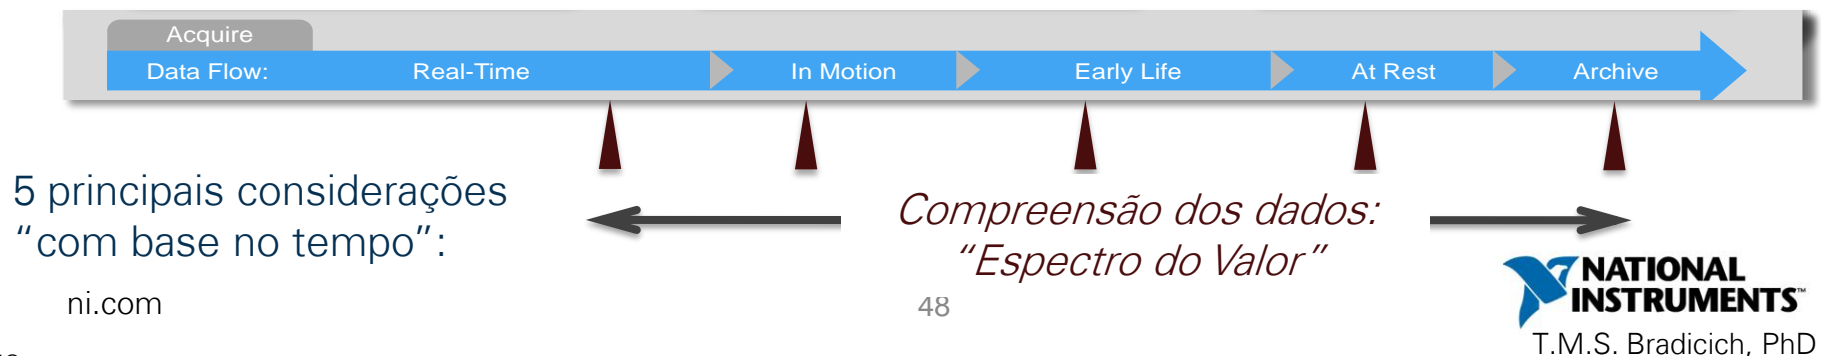 Acquire
Data Flow: Real-Time In Motion Early Life At Rest Archive
5 principais considerações
“com base no tempo”:
Compreensão dos dados:
“Espectro do Valor”
ni.com
48
NATIONAL
INSTRUMENTS™
T.M.S. Bradicich, PhD